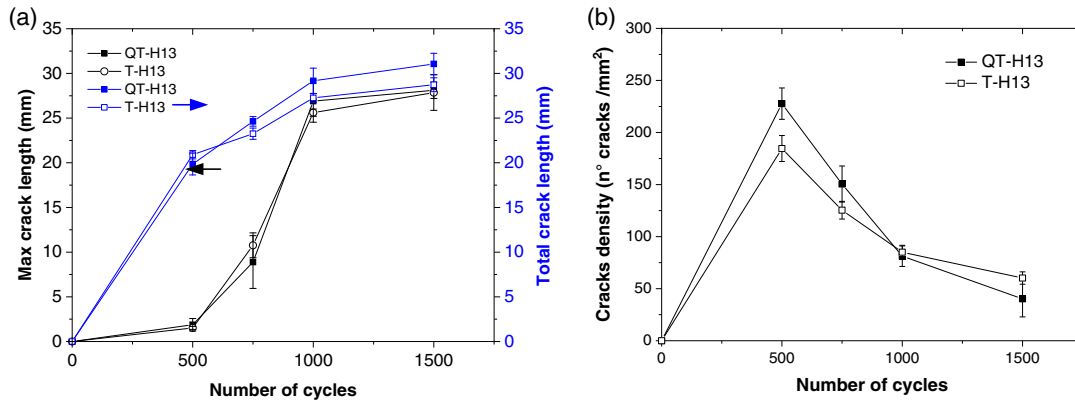 (a)
35
30
25
20
15
10
5
0
Max crack length (mm)
QT-H13
T-H13
QT-H13
T-H13
35
30
25
20
15
10
5
0
Total crack length (mm)
0 500 1000 1500
Number of cycles
(b)
300
250
200
150
100
50
0
Cracks density (n° cracks /mm²)
QT-H13
T-H13
0 500 1000 1500
Number of cycles